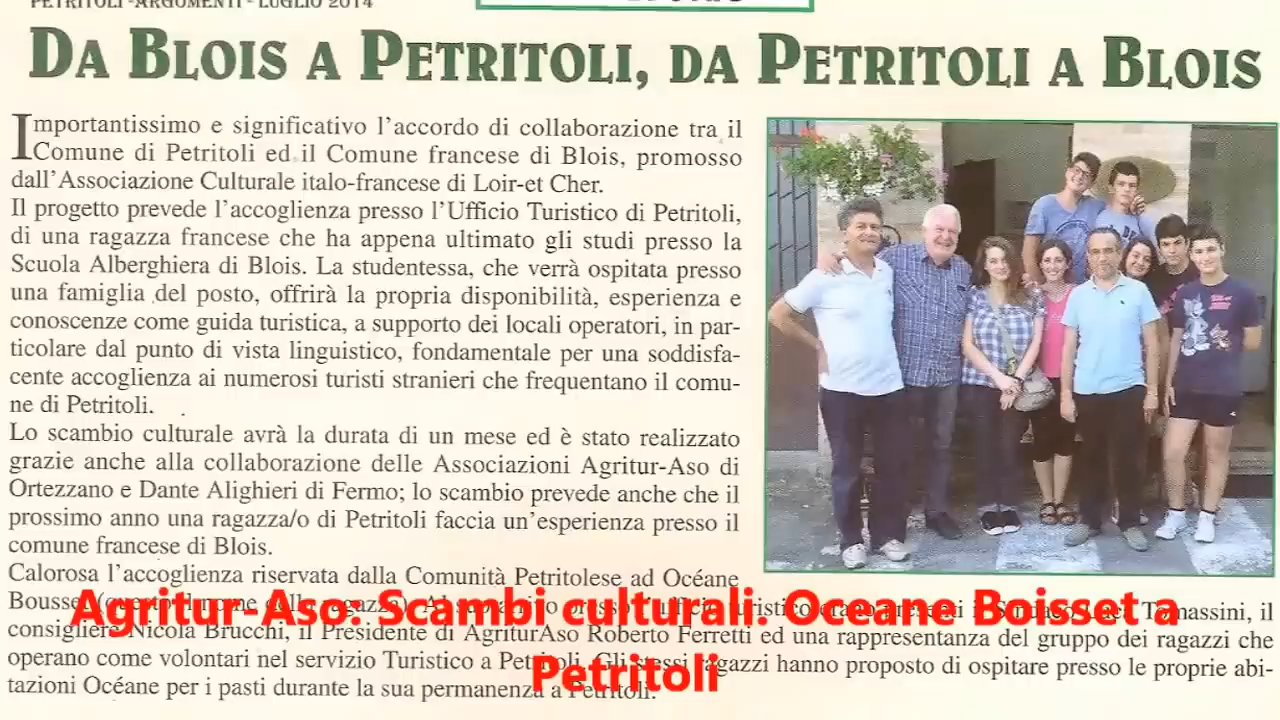 PETRITOLI -ARGOMENTI - LUGLIO 2014
DA BLOIS A PETRITOLI, DA PETRITOLI A BLOIS
Importantissimo e significativo l'accordo di collaborazione tra il
Comune di Petritoli ed il Comune francese di Blois, promosso
dall'Associazione Culturale italo-francese di Loir-et Cher.
Il progetto prevede l'accoglienza presso l'Ufficio Turistico di Petritoli,
di una ragazza francese che ha appena ultimato gli studi presso la
Scuola Alberghiera di Blois. La studentessa, che verrà ospitata presso
una famiglia del posto, offrirà la propria disponibilità, esperienza e
conoscenze come guida turistica, a supporto dei locali operatori, in par-
ticolare dal punto di vista linguistico, fondamentale per una soddisfa-
cente accoglienza ai numerosi turisti stranieri che frequentano il comu-
ne di Petritoli.
Lo scambio culturale avrà la durata di un mese ed è stato realizzato
grazie anche alla collaborazione delle Associazioni Agritur-Aso di
Ortezzano e Dante Alighieri di Fermo; lo scambio prevede anche che il
prossimo anno una ragazza/o di Petritoli faccia un'esperienza presso il
comune francese di Blois.
Calorosa l'accoglienza riservata dalla Comunità Petritolese ad Océane
Tomassini, il
consigliere Nicola Brucchi, il Presidente di AgriturAso Roberto Ferretti ed una rappresentanza del gruppo dei ragazzi che
operano come volontari nel servizio Turistico a Petritoli. Gli stessi ragazzi hanno proposto di ospitare presso le proprie abi-
tazioni Océane per i pasti durante la sua permanenza a Petritoli.
Agritur-Aso: Scambi culturali: Oceane Boisset a
Petritoli